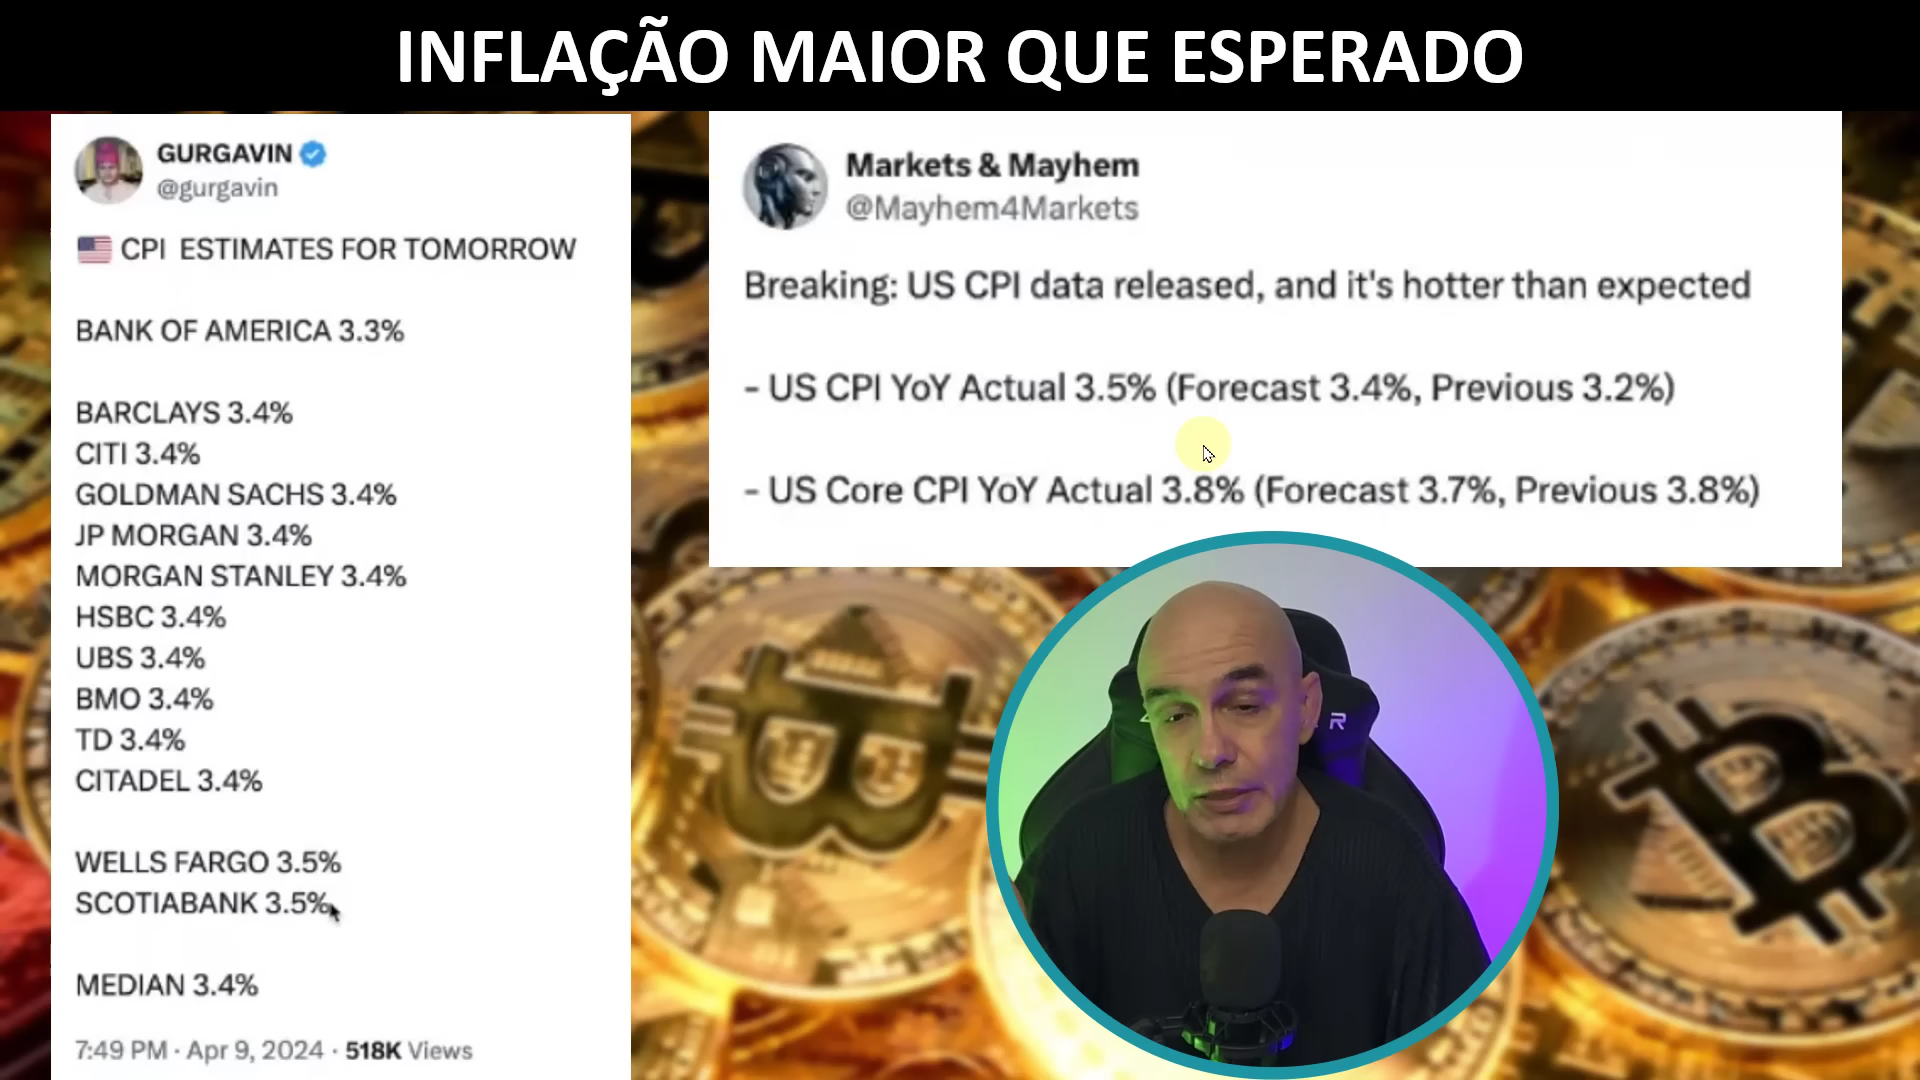 INFLAÇÃO MAIOR QUE ESPERADO
GURGAVIN
@gurgavin
🇺🇸 CPI ESTIMATES FOR TOMORROW
BANK OF AMERICA 3.3%
BARCLAYS 3.4%
CITI 3.4%
GOLDMAN SACHS 3.4%
JP MORGAN 3.4%
MORGAN STANLEY 3.4%
HSBC 3.4%
UBS 3.4%
BMO 3.4%
TD 3.4%
CITADEL 3.4%
WELLS FARGO 3.5%
SCOTIABANK 3.5%
MEDIAN 3.4%
7:49 PM · Apr 9, 2024 · 518K Views
Markets & Mayhem
@Mayhem4Markets
Breaking: US CPI data released, and it's hotter than expected
- US CPI YoY Actual 3.5% (Forecast 3.4%, Previous 3.2%)
- US Core CPI YoY Actual 3.8% (Forecast 3.7%, Previous 3.8%)